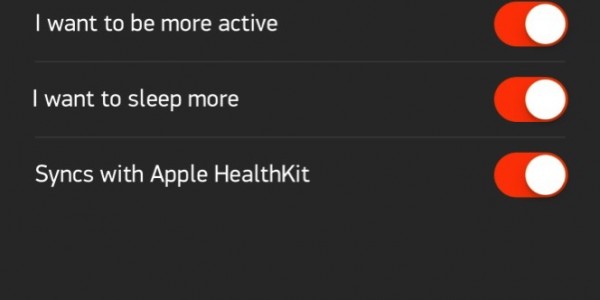 I want to be more active
I want to sleep more
Syncs with Apple HealthKit